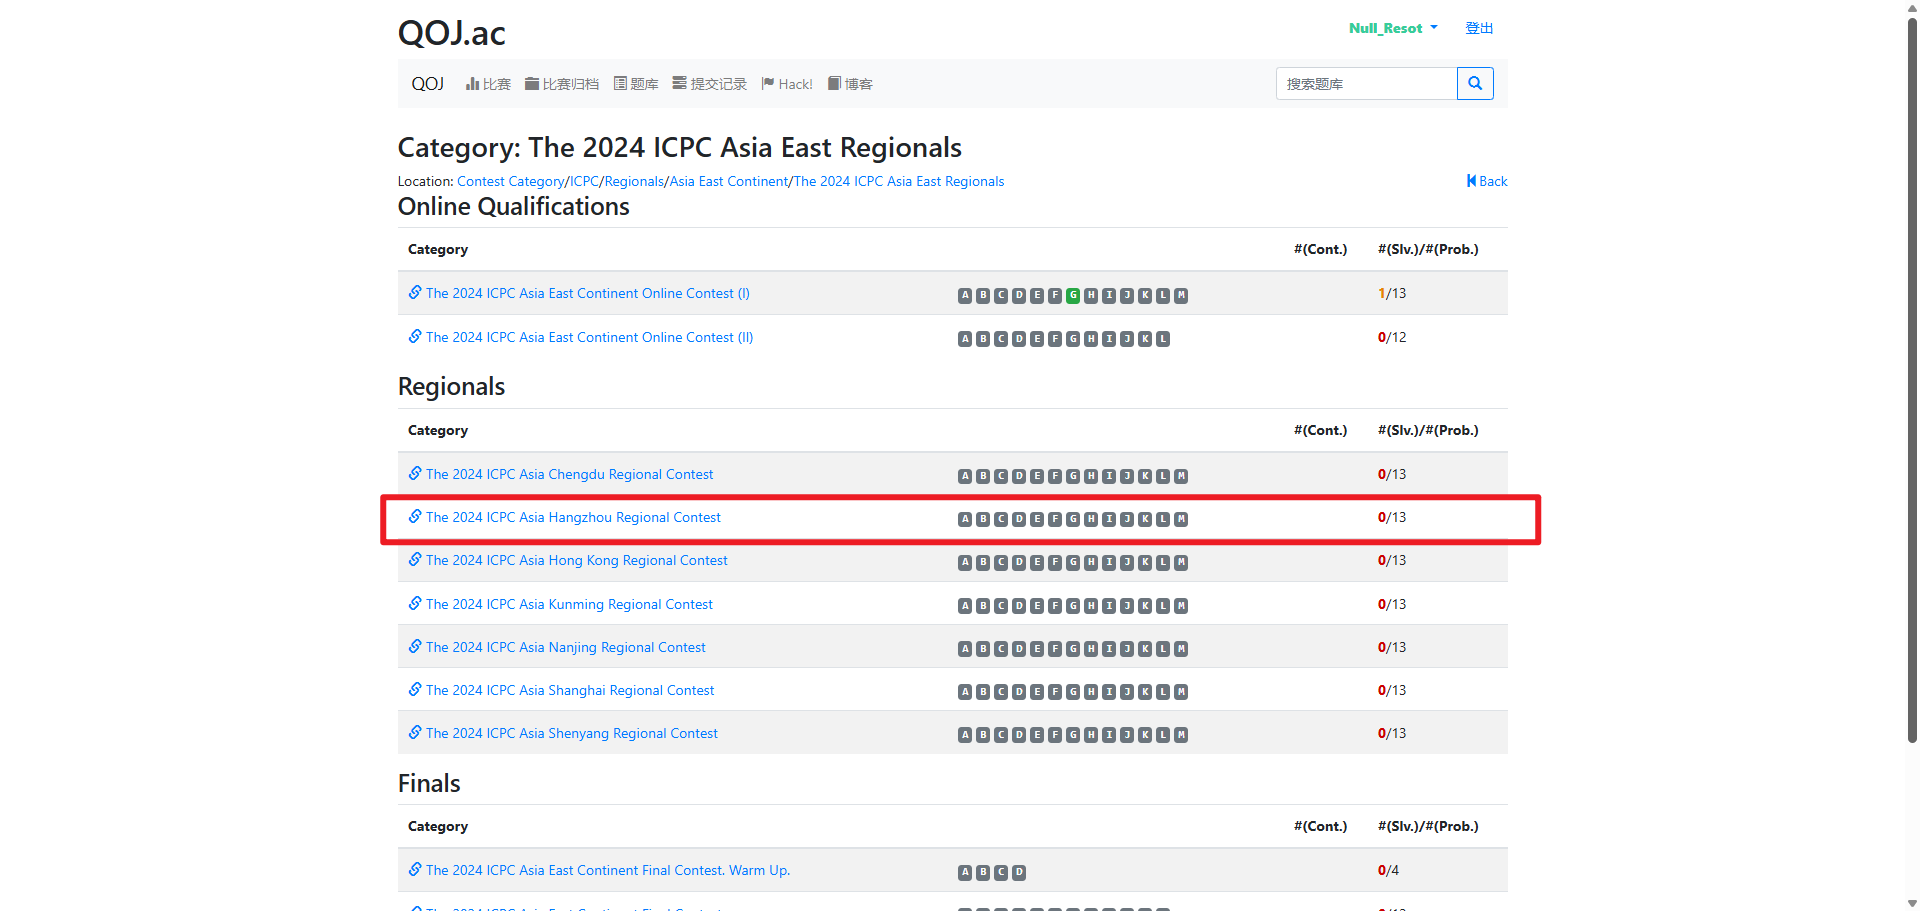 QOJ.ac
Null_Resot 登出
QOJ 比赛 比赛归档 题库 提交记录 Hack! 博客 搜索题库
Category: The 2024 ICPC Asia East Regionals
Location: Contest Category/ICPC/Regionals/Asia East Continent/The 2024 ICPC Asia East Regionals Back
Online Qualifications
Category #(Cont.) #(Slv.)/#(Prob.)
The 2024 ICPC Asia East Continent Online Contest (I) A B C D E F G H I J K L M 1/13
The 2024 ICPC Asia East Continent Online Contest (II) A B C D E F G H I J K L 0/12
Regionals
Category #(Cont.) #(Slv.)/#(Prob.)
The 2024 ICPC Asia Chengdu Regional Contest A B C D E F G H I J K L M 0/13
The 2024 ICPC Asia Hangzhou Regional Contest A B C D E F G H I J K L M 0/13
The 2024 ICPC Asia Hong Kong Regional Contest A B C D E F G H I J K L M 0/13
The 2024 ICPC Asia Kunming Regional Contest A B C D E F G H I J K L M 0/13
The 2024 ICPC Asia Nanjing Regional Contest A B C D E F G H I J K L M 0/13
The 2024 ICPC Asia Shanghai Regional Contest A B C D E F G H I J K L M 0/13
The 2024 ICPC Asia Shenyang Regional Contest A B C D E F G H I J K L M 0/13
Finals
Category #(Cont.) #(Slv.)/#(Prob.)
The 2024 ICPC Asia East Continent Final Contest. Warm Up. A B C D 0/4